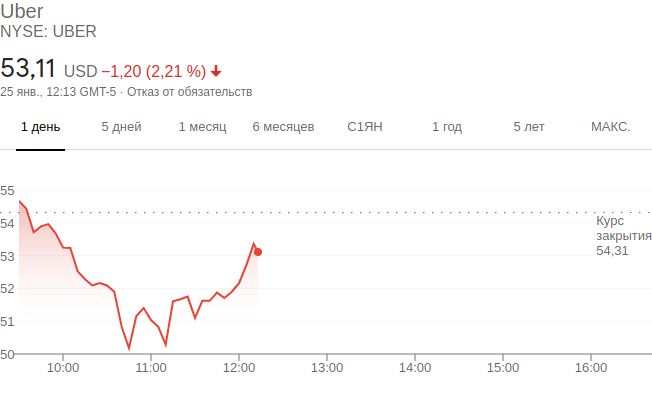 Uber
NYSE: UBER
53,11 USD −1,20 (2,21 %)
25 янв., 12:13 GMT-5 · Отказ от обязательств
1 день 5 дней 1 месяц 6 месяцев С1ЯН 1 год 5 лет МАКС.
55
54
53
52
51
50
Курс
закрытия
54,31
10:00 11:00 12:00 13:00 14:00 15:00 16:00